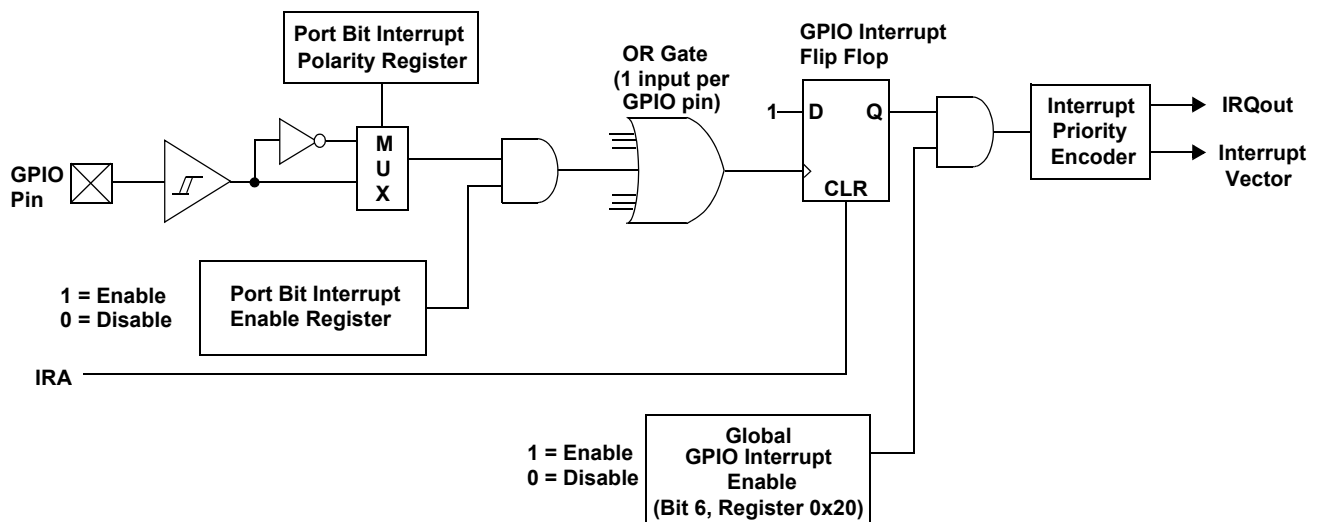 Port Bit Interrupt
Polarity Register
OR Gate
(1 input per
GPIO pin)
GPIO Interrupt
Flip Flop
GPIO
Pin
M
U
X
1
D
Q
CLR
Interrupt
Priority
Encoder
IRQout
Interrupt
Vector
1 = Enable
0 = Disable
Port Bit Interrupt
Enable Register
IRA
1 = Enable
0 = Disable
Global
GPIO Interrupt
Enable
(Bit 6, Register 0x20)